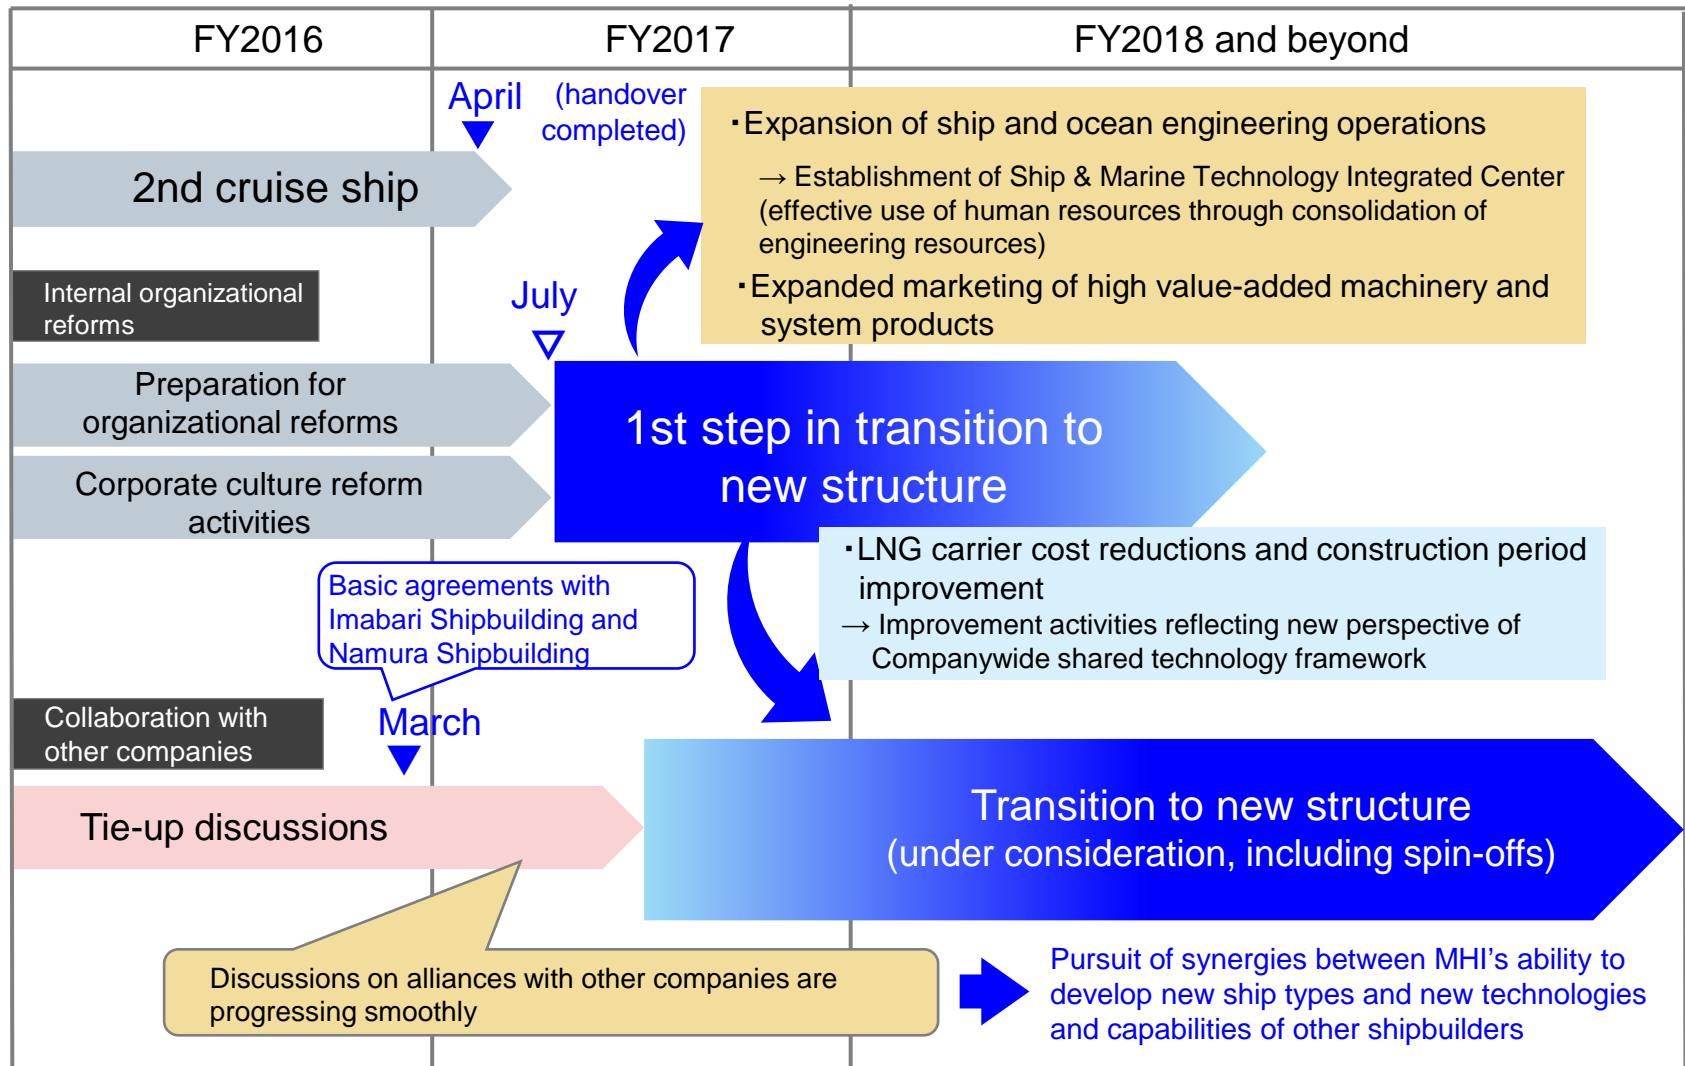 FY2016
FY2017
FY2018 and beyond
April
(handover
completed)
2nd cruise ship
・Expansion of ship and ocean engineering operations
→ Establishment of Ship & Marine Technology Integrated Center
(effective use of human resources through consolidation of
engineering resources)
・Expanded marketing of high value-added machinery and
system products
Internal organizational
reforms
July
Preparation for
organizational reforms
Corporate culture reform
activities
1st step in transition to
new structure
・LNG carrier cost reductions and construction period
improvement
→ Improvement activities reflecting new perspective of
Companywide shared technology framework
Basic agreements with
Imabari Shipbuilding and
Namura Shipbuilding
Collaboration with
other companies
March
Tie-up discussions
Transition to new structure
(under consideration, including spin-offs)
Discussions on alliances with other companies are
progressing smoothly
Pursuit of synergies between MHI’s ability to
develop new ship types and new technologies
and capabilities of other shipbuilders